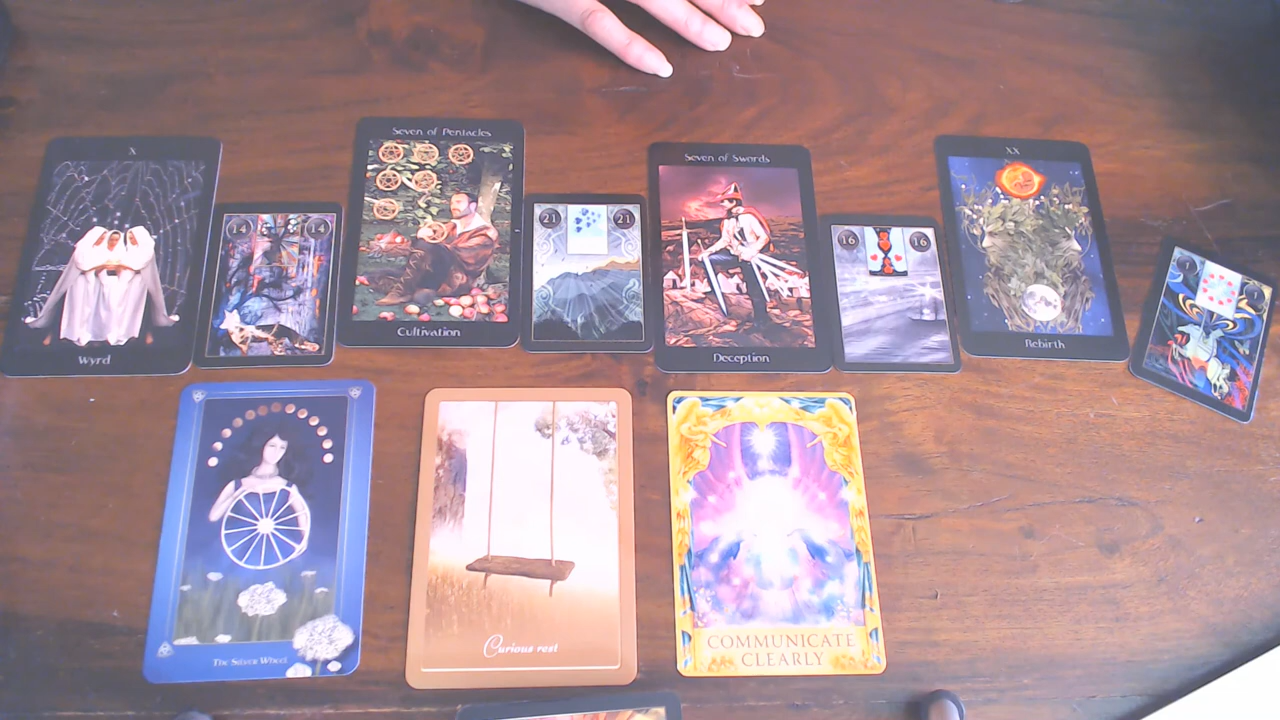 X
Wyrd
14 14
Seven of Pentacles
Cultivation
21 21
Seven of Swords
Deception
16 16
XX
Rebirth
The Silver Wheel
Curious rest
COMMUNICATE
CLEARLY